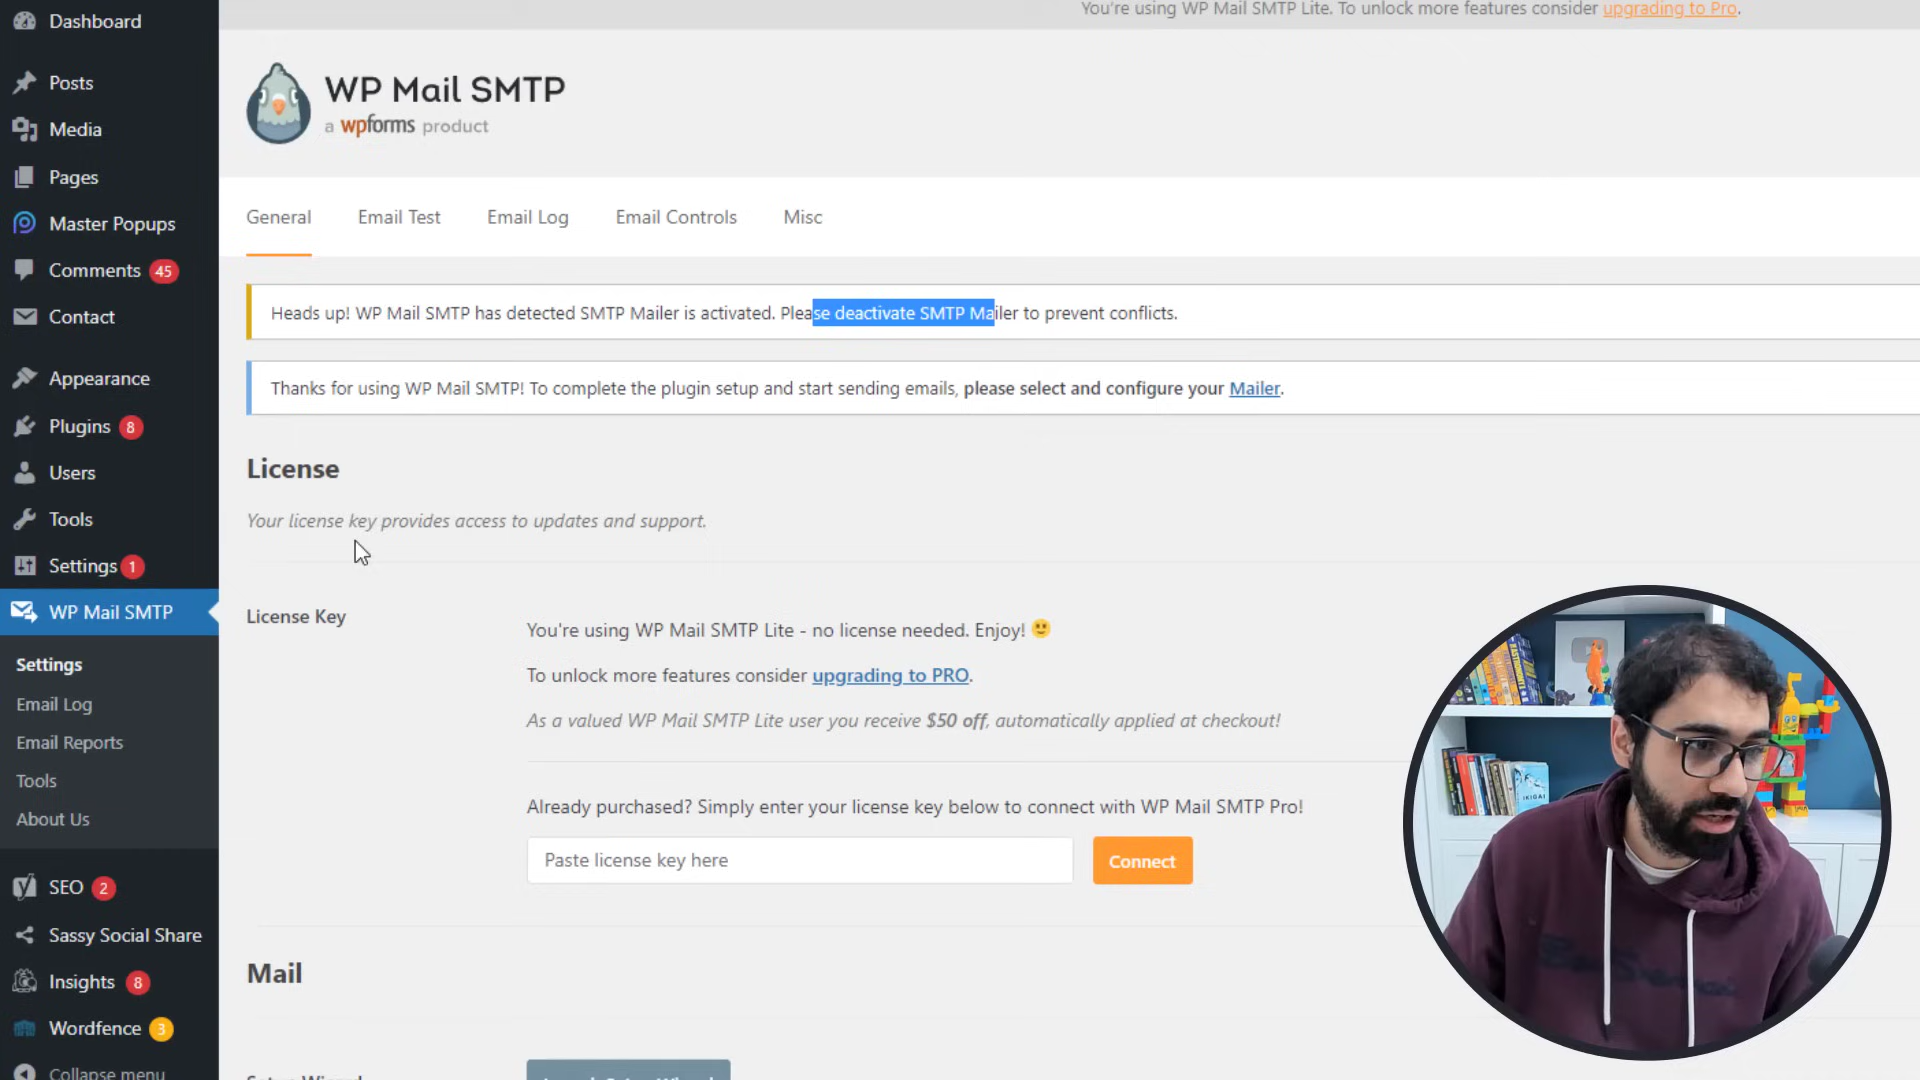 Dashboard
You're using WP Mail SMTP Lite. To unlock more features consider upgrading to Pro.
Posts
Media
Pages
Master Popups
Comments 45
Contact
Appearance
Plugins 8
Users
Tools
Settings 1
WP Mail SMTP
Settings
Email Log
Email Reports
Tools
About Us
SEO 2
Sassy Social Share
Insights 8
Wordfence 3
Collapse menu
WP Mail SMTP
a wpforms product
General
Email Test
Email Log
Email Controls
Misc
Heads up! WP Mail SMTP has detected SMTP Mailer is activated. Please deactivate SMTP Mailer to prevent conflicts.
Thanks for using WP Mail SMTP! To complete the plugin setup and start sending emails, please select and configure your Mailer.
License
Your license key provides access to updates and support.
License Key
You're using WP Mail SMTP Lite - no license needed. Enjoy!
To unlock more features consider upgrading to PRO.
As a valued WP Mail SMTP Lite user you receive $50 off, automatically applied at checkout!
Already purchased? Simply enter your license key below to connect with WP Mail SMTP Pro!
Paste license key here
Connect
Mail
IKIGAI